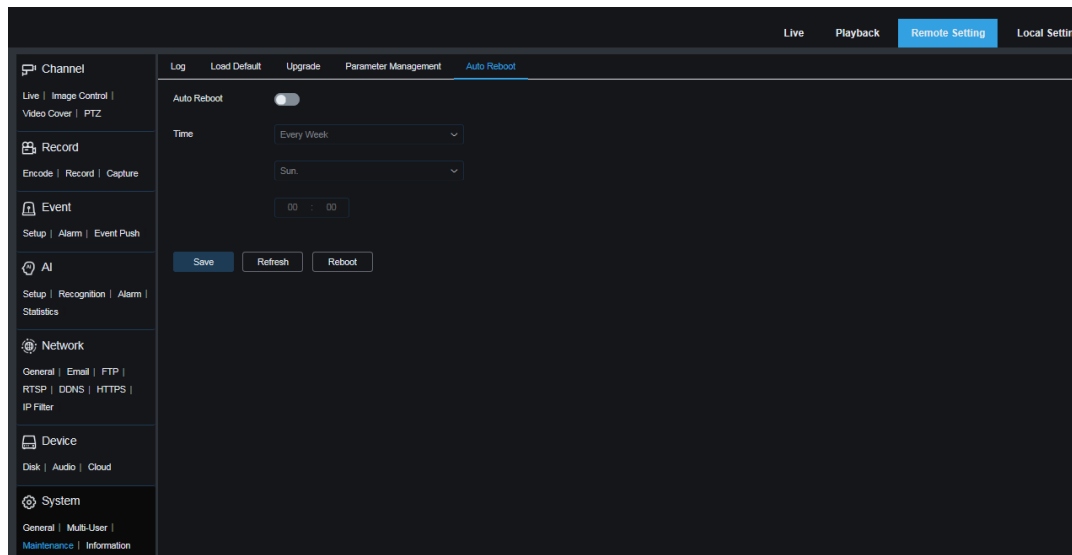 Live Playback Remote Setting Local Settin
Channel
Live | Image Control |
Video Cover | PTZ
Record
Encode | Record | Capture
Event
Setup | Alarm | Event Push
AI
Setup | Recognition | Alarm |
Statistics
Network
General | Email | FTP |
RTSP | DDNS | HTTPS |
IP Filter
Device
Disk | Audio | Cloud
System
General | Multi-User |
Maintenance | Information
Log Load Default Upgrade Parameter Management Auto Reboot
Auto Reboot
Time Every Week
Sun.
00 : 00
Save Refresh Reboot